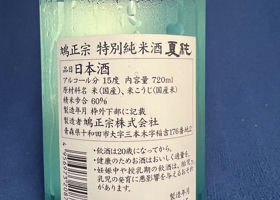 鳩正宗 特別純米酒 夏酛
品目 日本酒
アルコール分 15度 内容量 720ml
原材料名 米(国産)、米こうじ(国産米)
精米歩合 60%
製造年月 枠外下部に記載
製造者 鳩正宗株式会社
青森県十和田市大字三本木字稲吉176番地2
・飲酒は20歳になってから。
・健康のためお酒はおいしく適量を。
・妊娠中や授乳期の飲酒は、胎児・
乳児の発育に悪影響を与えるおそれ
があります。
製造年月